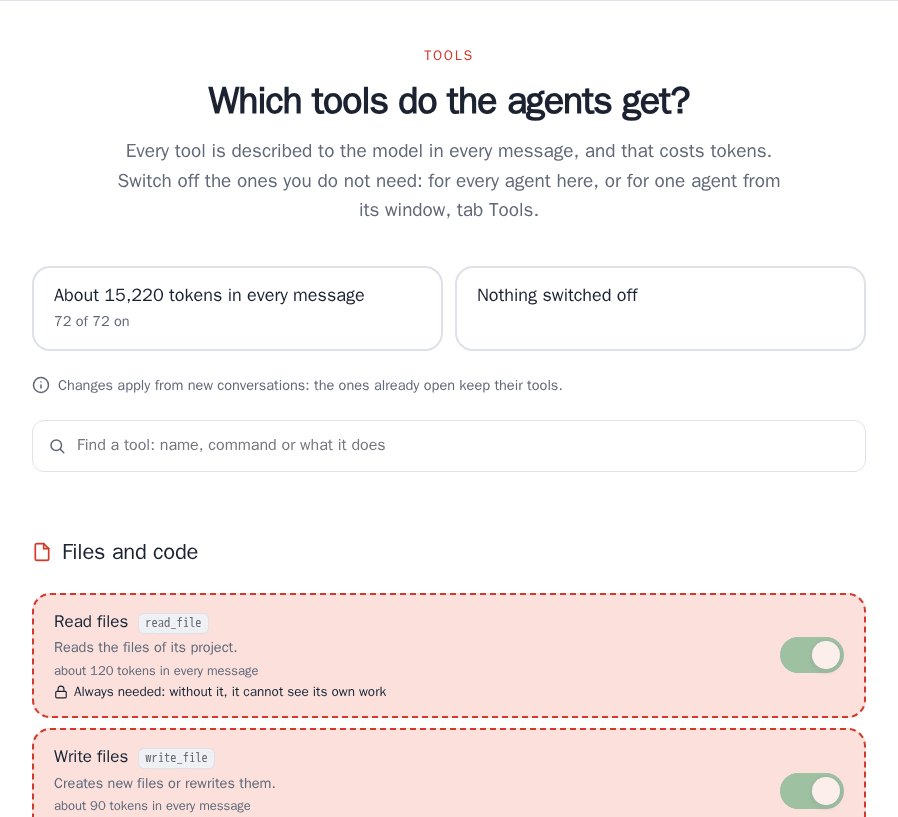 TOOLS
Which tools do the agents get?
Every tool is described to the model in every message, and that costs tokens.
Switch off the ones you do not need: for every agent here, or for one agent from
its window, tab Tools.
About 15,220 tokens in every message
72 of 72 on
Nothing switched off
Changes apply from new conversations: the ones already open keep their tools.
Find a tool: name, command or what it does
Files and code
Read files read_file
Reads the files of its project.
about 120 tokens in every message
Always needed: without it, it cannot see its own work
Write files write_file
Creates new files or rewrites them.
about 90 tokens in every message